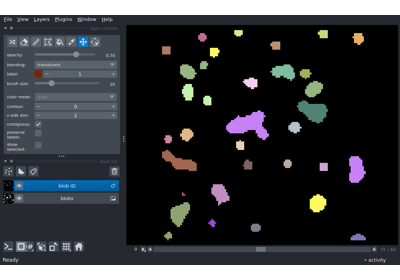 File View Layers Plugins Window Help
opacity: 0.70
blending: translucent
label: 1
brush size: 10
color mode:
contour: 0
n edit dim: 2
contiguous:
preserve labels:
show selected:
blob ID
blobs
Ready
activity